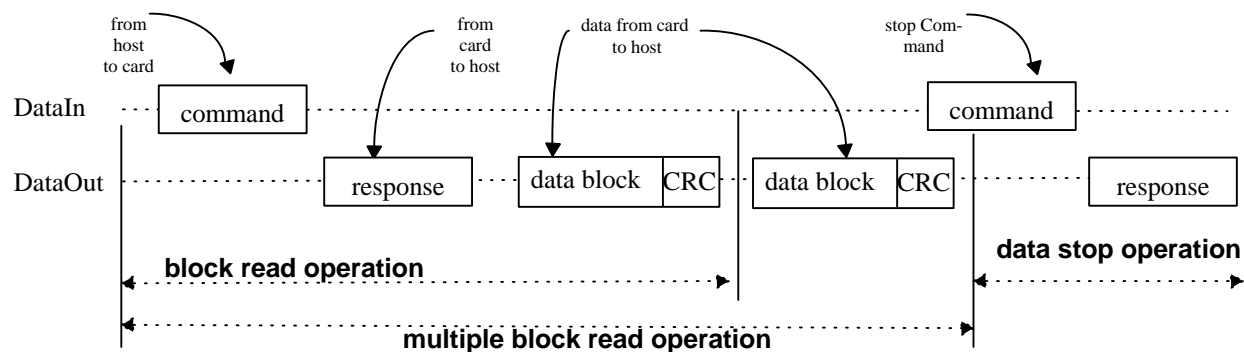 from
host
to card
from
card
to host
data from card
to host
stop Com-
mand
DataIn
command
command
DataOut
response
data block
CRC
data block
CRC
response
block read operation
data stop operation
multiple block read operation